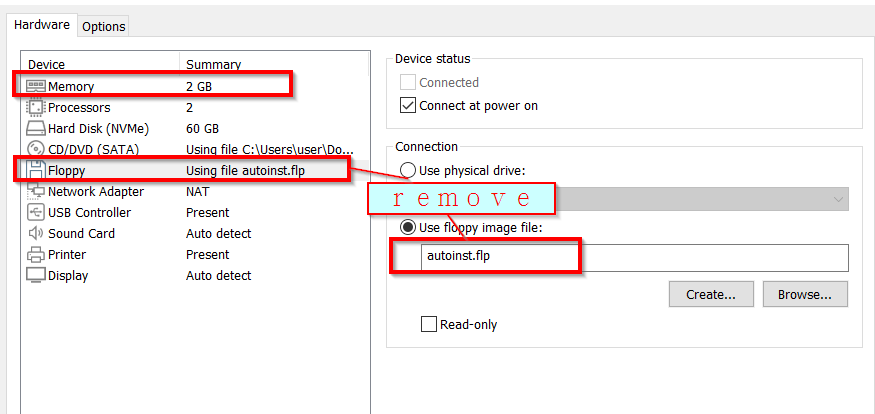 Hardware
Options
Device Summary
Memory 2 GB
Processors 2
Hard Disk (NVMe) 60 GB
CD/DVD (SATA) Using file C:\Users\user\Do...
Floppy Using file autoinst.flp
Network Adapter NAT
USB Controller Present
Sound Card Auto detect
Printer Present
Display Auto detect
Device status
Connected
Connect at power on
Connection
Use physical drive:
remove
Use floppy image file:
autoinst.flp
Create... Browse...
Read-only